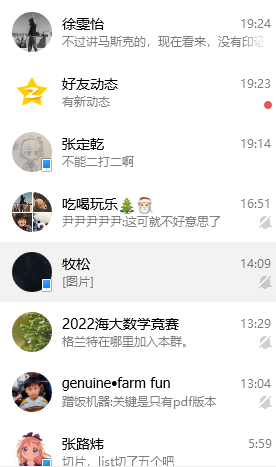 徐雯怡 19:24
不过讲马斯克的，现在看来，没有印证
好友动态 19:23
有新动态
张定乾 19:14
不能二打二啊
吃喝玩乐🎄🎅 16:51
尹尹尹尹尹:这可就不好意思了
牧松 14:09
[图片]
2022海大数学竞赛 13:29
格兰特在哪里加入本群。
genuine•farm fun 13:04
蹭饭机器:关键是只有pdf版本
张路炜 5:59
切片，list切了五个吧